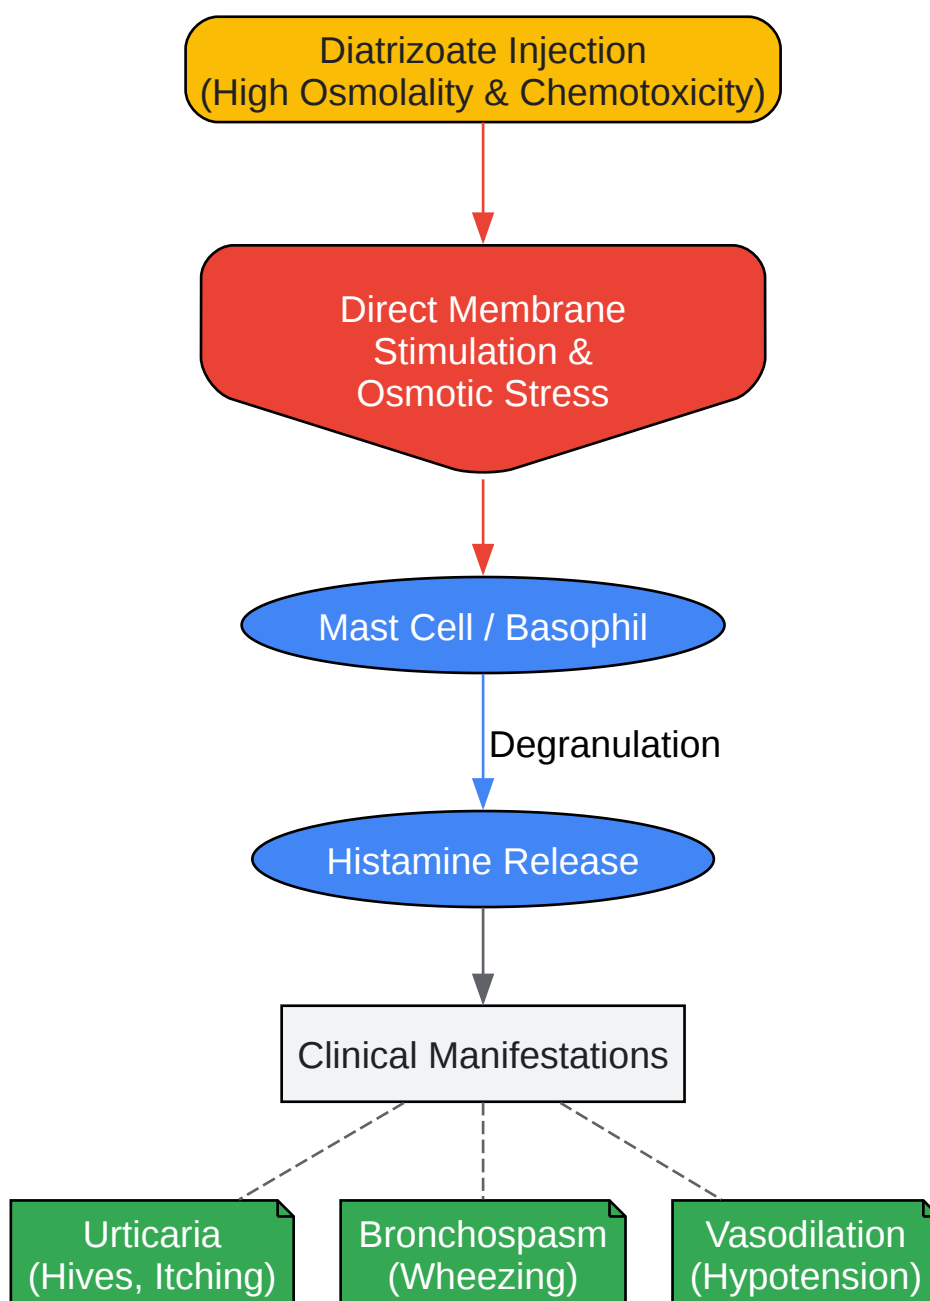 Diatrizoate Injection
(High Osmolality & Chemotoxicity)
Direct Membrane
Stimulation &
Osmotic Stress
Mast Cell / Basophil
Degranulation
Histamine Release
Clinical Manifestations
Urticaria
(Hives, Itching)
Bronchospasm
(Wheezing)
Vasodilation
(Hypotension)